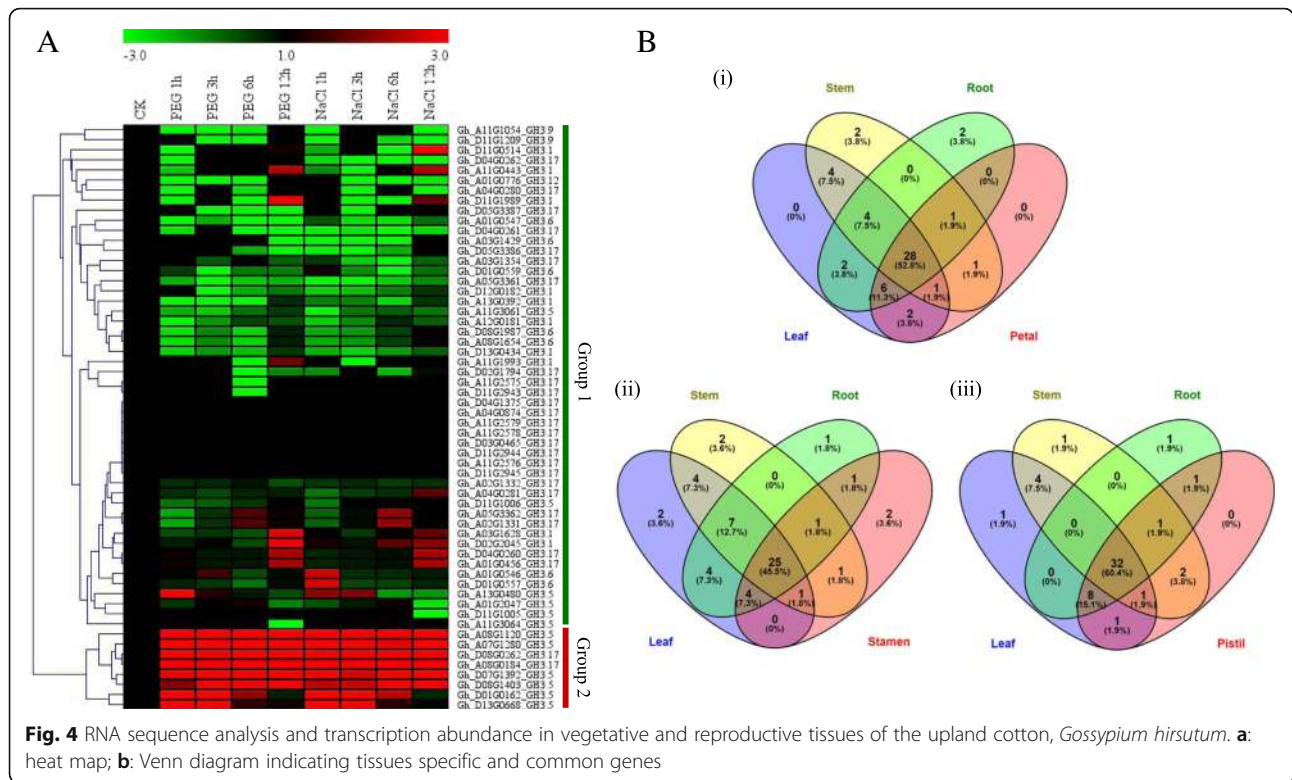 A
-3.0 1.0 3.0
CK PEG 1h PEG 3h PEG 6h PEG 12h NaCl 1h NaCl 3h NaCl 6h NaCl 12h
Gh_A11G1054_GH3.9
Gh_D11G1209_GH3.9
Gh_D11G0514_GH3.1
Gh_D04G0262_GH3.17
Gh_A11G0443_GH3.1
Gh_A01G0776_GH3.12
Gh_A04G0280_GH3.17
Gh_D11G1989_GH3.1
Gh_D05G3387_GH3.17
Gh_A01G0547_GH3.6
Gh_D04G0261_GH3.17
Gh_A03G1429_GH3.6
Gh_D05G3386_GH3.17
Gh_A03G1354_GH3.17
Gh_D01G0559_GH3.6
Gh_A05G3361_GH3.17
Gh_D12G0182_GH3.1
Gh_A13G0392_GH3.1
Gh_A11G3061_GH3.5
Gh_A12G0181_GH3.1
Gh_D08G1987_GH3.6
Gh_A08G1654_GH3.6
Gh_D13G0434_GH3.1
Gh_A11G1993_GH3.1
Gh_D02G1794_GH3.17
Gh_A11G2575_GH3.17
Gh_D11G2943_GH3.17
Gh_D04G1375_GH3.17
Gh_A04G0874_GH3.17
Gh_A11G2579_GH3.17
Gh_A11G2578_GH3.17
Gh_D03G0465_GH3.17
Gh_D11G2944_GH3.17
Gh_A11G2576_GH3.17
Gh_D11G2945_GH3.17
Gh_A02G1332_GH3.17
Gh_A04G0281_GH3.17
Gh_D11G1006_GH3.5
Gh_A05G3362_GH3.17
Gh_A02G1331_GH3.17
Gh_A03G1628_GH3.1
Gh_D02G2045_GH3.1
Gh_D04G0260_GH3.17
Gh_A01G0456_GH3.17
Gh_A01G0546_GH3.6
Gh_D01G0557_GH3.6
Gh_A13G0480_GH3.5
Gh_A01G2047_GH3.5
Gh_D11G1005_GH3.5
Gh_A11G3064_GH3.5
Gh_A08G1120_GH3.5
Gh_A07G1280_GH3.5
Gh_D08G0262_GH3.17
Gh_A08G0184_GH3.17
Gh_D07G1392_GH3.5
Gh_D08G1403_GH3.5
Gh_D01G0162_GH3.5
Gh_D13G0668_GH3.5
Group 1
Group 2
B
(i)
Stem Root
2 2
(3.8%) (3.8%)
4 0 0
(7.5%) (0%) (0%)
0 4 1 0
(0%) (7.5%) (1.9%) (0%)
28
(52.8%)
2 1
(3.8%) (1.9%)
6 1
(11.3%) (1.9%)
2
(3.8%)
Leaf Petal
(ii)
Stem Root
2 1
(3.6%) (1.8%)
4 0 1
(7.3%) (0%) (1.8%)
2 7 1 2
(3.6%) (12.7%) (1.8%) (3.6%)
25
(45.5%)
4 1
(7.3%) (1.8%)
4 1
(7.3%) (1.8%)
0
(0%)
Leaf Stamen
(iii)
Stem Root
1 1
(1.9%) (1.9%)
4 0 1
(7.5%) (0%) (1.9%)
1 0 1 0
(1.9%) (0%) (1.9%) (0%)
32
(60.4%)
0 2
(0%) (3.8%)
8 1
(15.1%) (1.9%)
1
(1.9%)
Leaf Pistil
Fig. 4 RNA sequence analysis and transcription abundance in vegetative and reproductive tissues of the upland cotton, Gossypium hirsutum. a:
heat map; b: Venn diagram indicating tissues specific and common genes